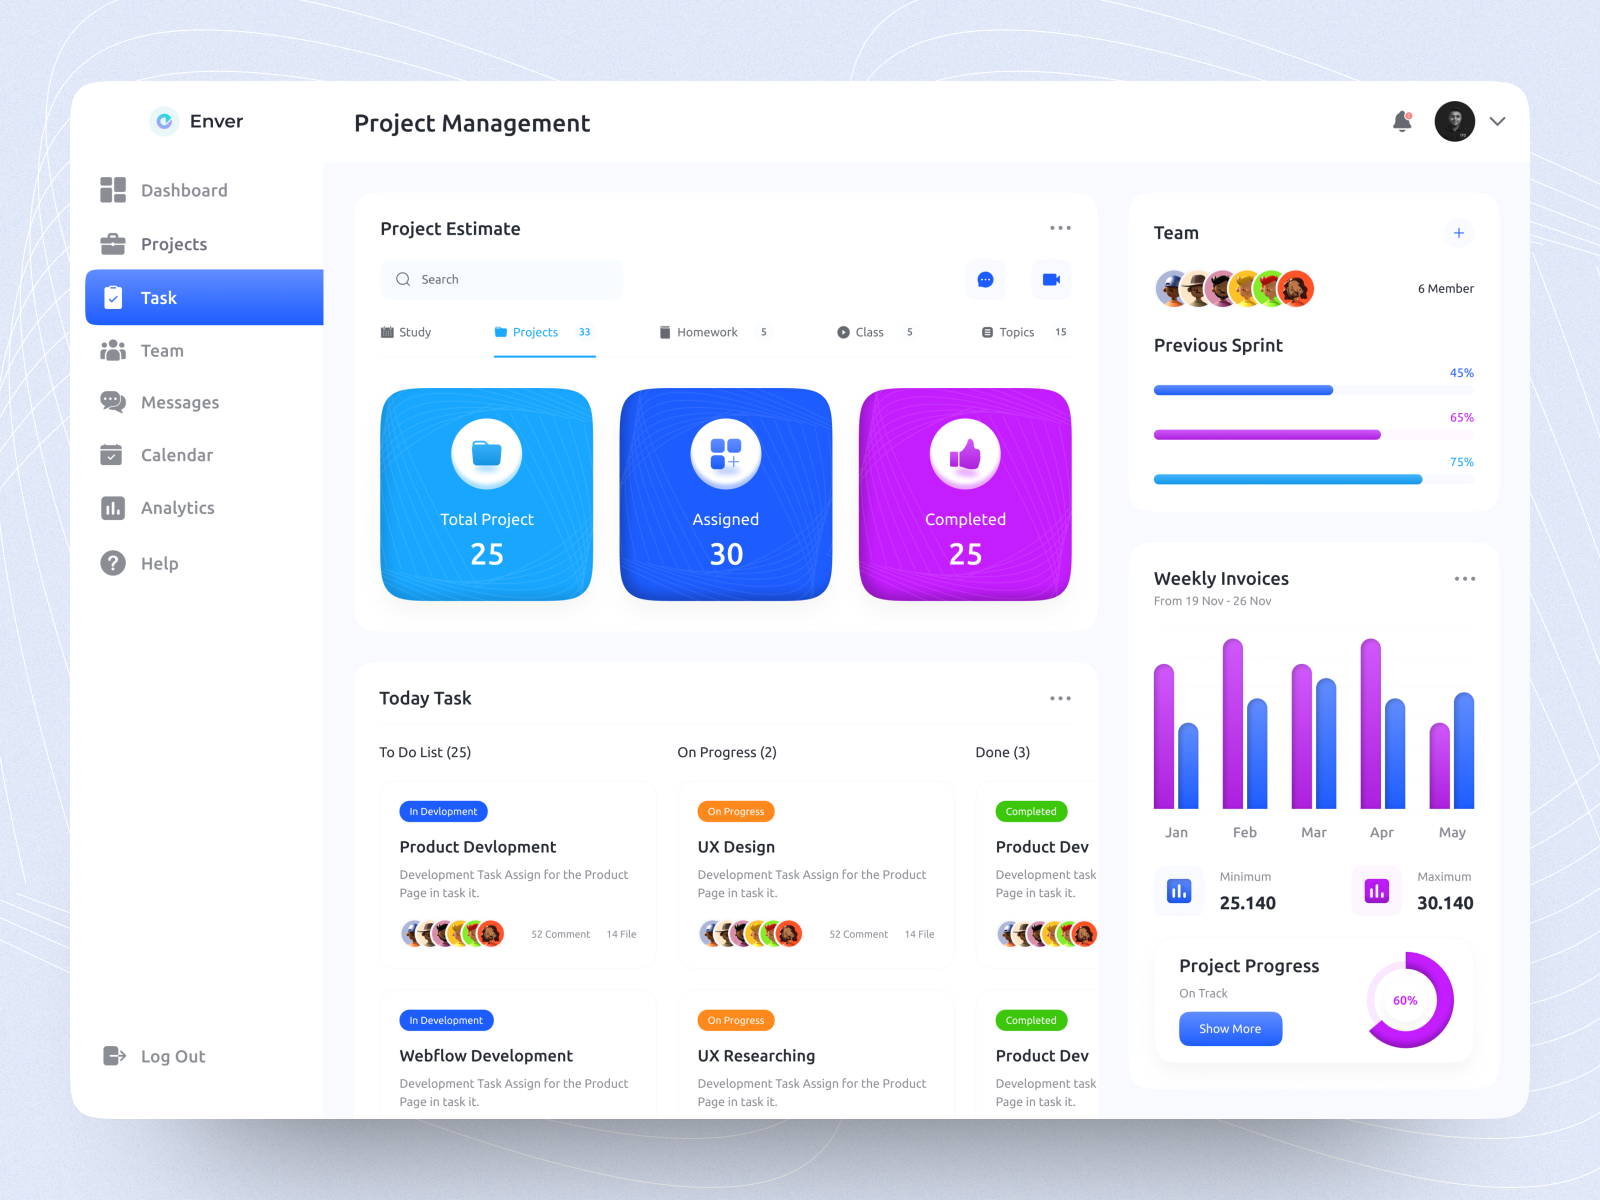 Enver
Project Management
Dashboard
Projects
Task
Team
Messages
Calendar
Analytics
Help
Log Out
Project Estimate
Search
Study
Projects 33
Homework 5
Class 5
Topics 15
Total Project
25
Assigned
30
Completed
25
Today Task
To Do List (25)
In Devlopment
Product Devlopment
Development Task Assign for the Product
Page in task it.
52 Comment 14 File
In Development
Webflow Development
Development Task Assign for the Product
Page in task it.
On Progress (2)
On Progress
UX Design
Development Task Assign for the Product
Page in task it.
52 Comment 14 File
On Progress
UX Researching
Development Task Assign for the Product
Page in task it.
Done (3)
Completed
Product Dev
Development task
Page in task it.
Completed
Product Dev
Development task
Page in task it.
Team
+
6 Member
Previous Sprint
45%
65%
75%
Weekly Invoices
From 19 Nov - 26 Nov
Jan Feb Mar Apr May
Minimum
25.140
Maximum
30.140
Project Progress
On Track
Show More
60%